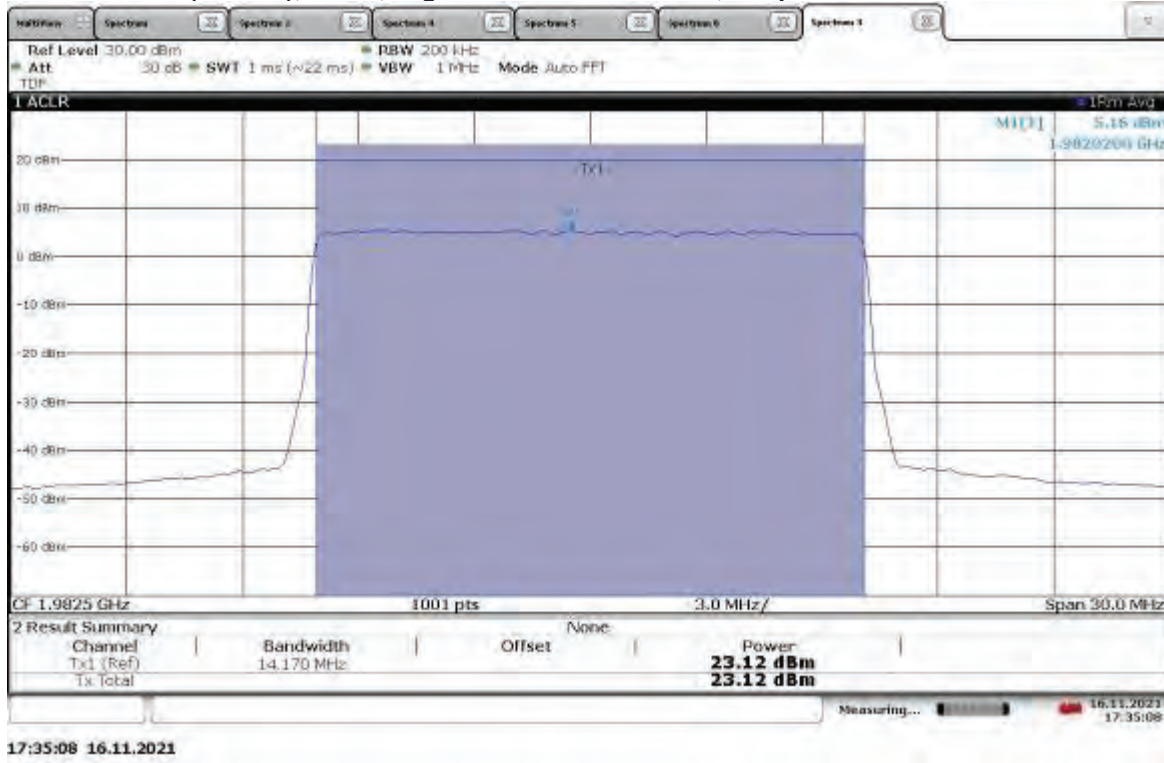 MultiView Spectrum Spectrum 2 Spectrum 4 Spectrum 5 Spectrum 6 Spectrum 8
Ref Level 30.00 dBm RBW 200 kHz
Att 30 dB SWT 1 ms (~22 ms) VBW 1 MHz Mode Auto FFT
TDF
1 ACLR 1Rm Avg
M1[1] 5.16 dBm
1.9820200 GHz
20 dBm
Tx1
10 dBm
0 dBm
-10 dBm
-20 dBm
-30 dBm
-40 dBm
-50 dBm
-60 dBm
CF 1.9825 GHz 1001 pts 3.0 MHz/ Span 30.0 MHz
2 Result Summary None
Channel Bandwidth Offset Power
Tx1 (Ref) 14.170 MHz 23.12 dBm
Tx Total 23.12 dBm
Measuring... 16.11.2021
17:35:08
17:35:08 16.11.2021